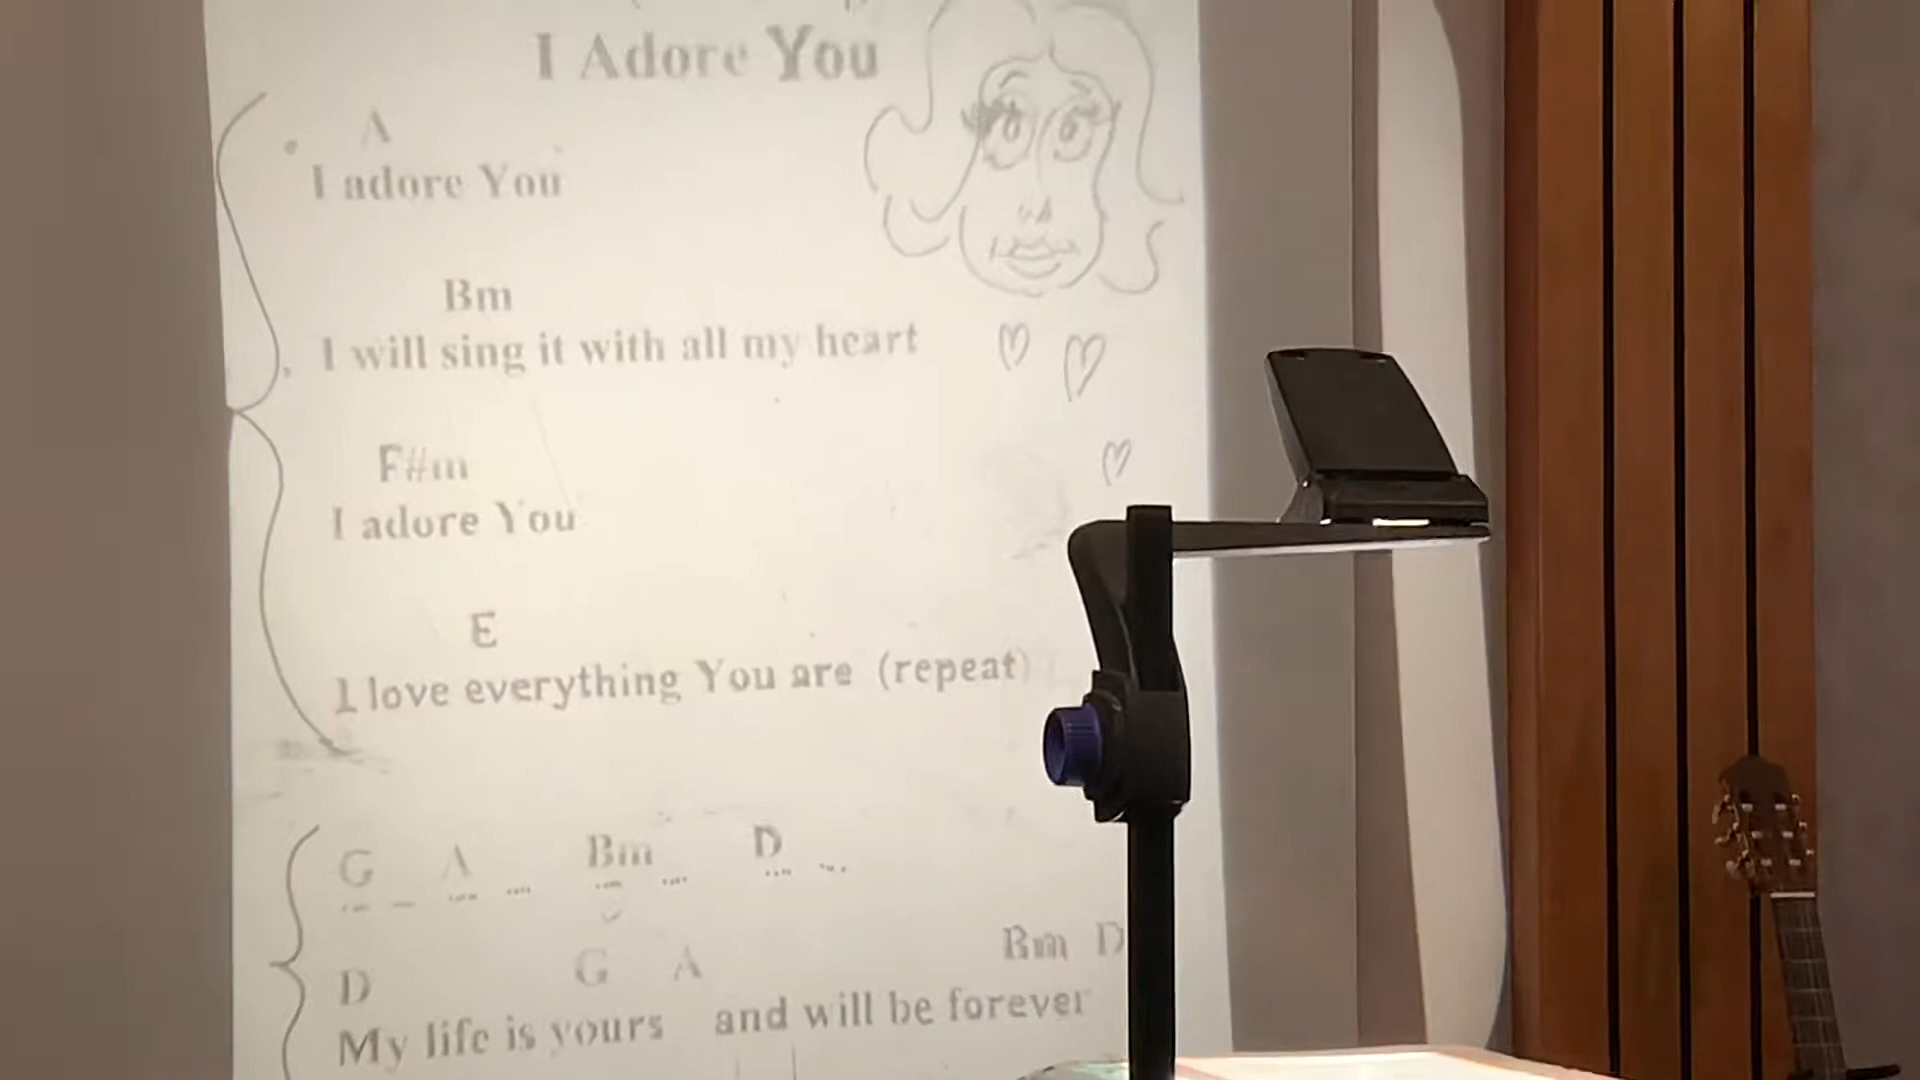 I Adore You
A
I adore You
Bm
I will sing it with all my heart
F#m
I adore You
E
I love everything You are (repeat)
G A Bm D
D G A Bm D
My life is yours and will be forever